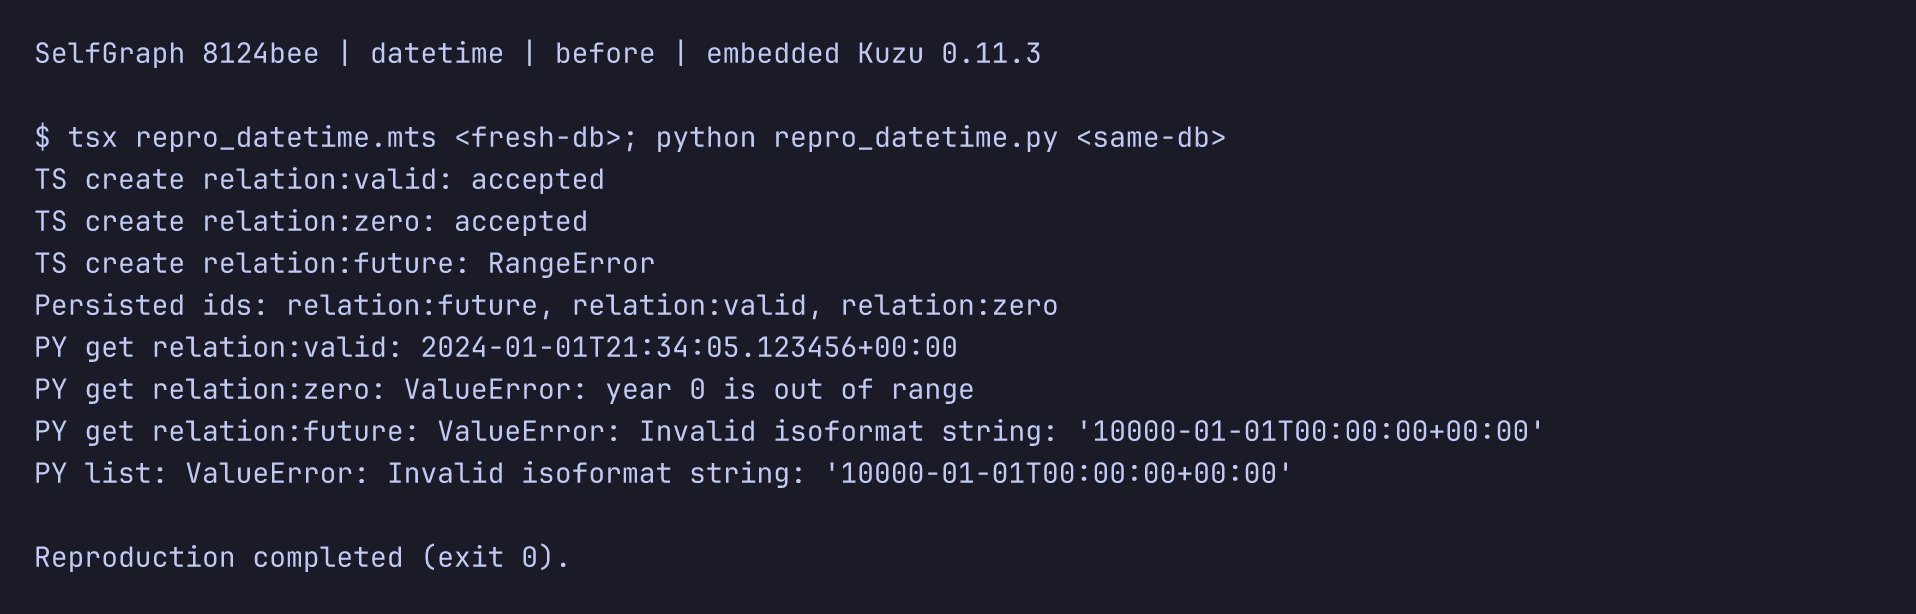 SelfGraph 8124bee | datetime | before | embedded Kuzu 0.11.3
$ tsx repro_datetime.mts <fresh-db>; python repro_datetime.py <same-db>
TS create relation:valid: accepted
TS create relation:zero: accepted
TS create relation:future: RangeError
Persisted ids: relation:future, relation:valid, relation:zero
PY get relation:valid: 2024-01-01T21:34:05.123456+00:00
PY get relation:zero: ValueError: year 0 is out of range
PY get relation:future: ValueError: Invalid isoformat string: '10000-01-01T00:00:00+00:00'
PY list: ValueError: Invalid isoformat string: '10000-01-01T00:00:00+00:00'
Reproduction completed (exit 0).